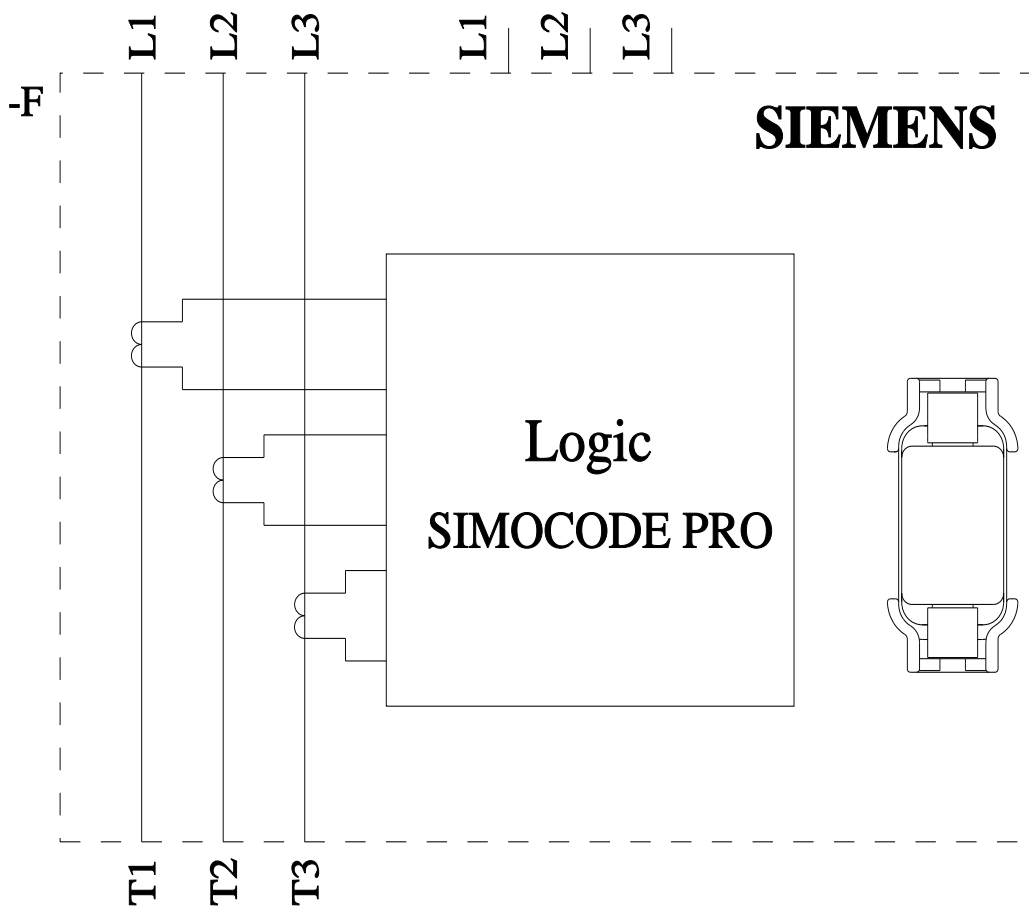 L1 L2 L3 L1 L2 L3
-F
SIEMENS
Logic
SIMOCODE PRO
T1 T2 T3